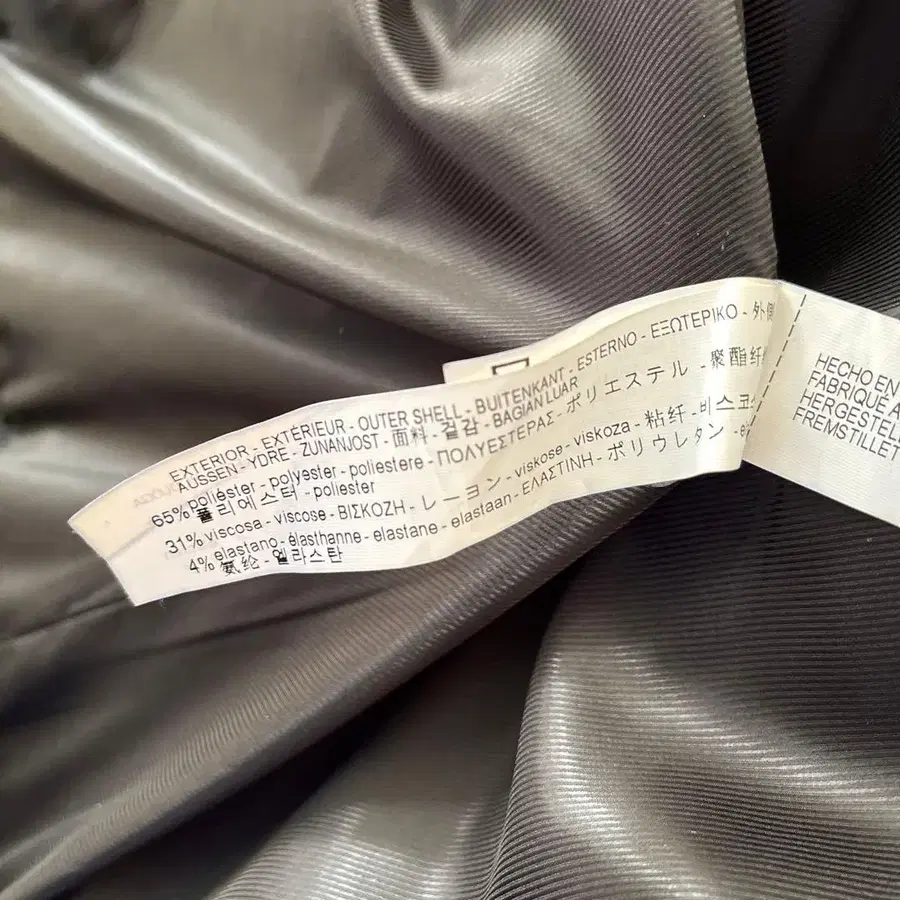 EXTERIOR - EXTÉRIEUR - OUTER SHELL - BUITENKANT - ESTERNO - ΕΞΩΤΕΡΙΚΟ - 外側
AUSSEN - YDRE - ZUNANJOST - 面料 - 겉감 - BAGIAN LUAR
65% poliéster - polyester - poliestere - ΠΟΛΥΕΣΤΕΡΑΣ - ポリエステル - 聚酯纤
폴리에스터 - poliester
31% viscosa - viscose - ΒΙΣΚΟΖΗ - レーヨン - viskose - viskoza - 粘纤 - 비스코
4% elastano - élasthanne - elastane - elastaan - ΕΛΑΣΤΙΝΗ - ポリウレタン - e
氨纶 - 엘라스탄
HECHO EN
FABRIQUÉ A
HERGESTELL
FREMSTILLET